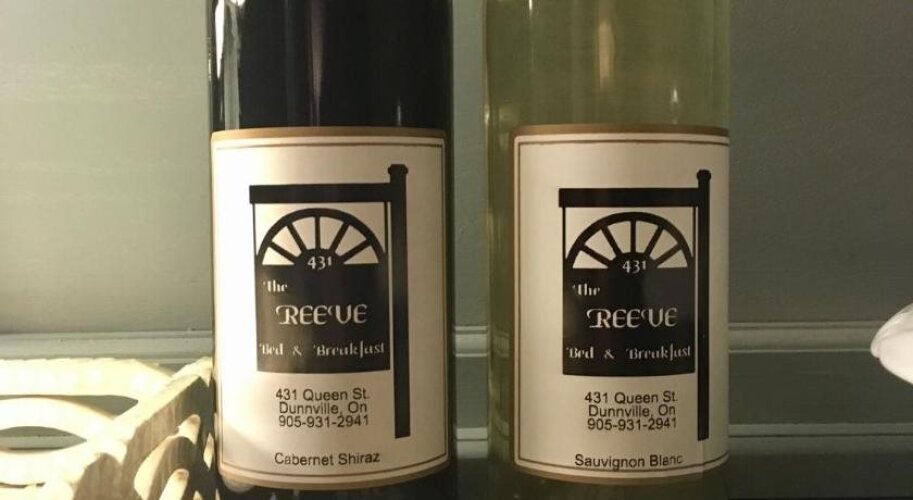 431
The
REEVE
Bed & Breakfast
431 Queen St.
Dunnville, On
905-931-2941
Cabernet Shiraz
431
The
REEVE
Bed & Breakfast
431 Queen St.
Dunnville, On
905-931-2941
Sauvignon Blanc